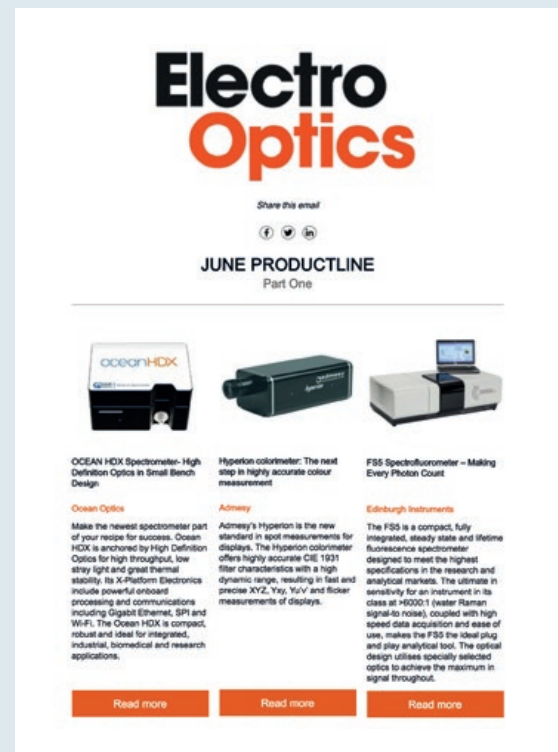 Electro
Optics
Share this email
JUNE PRODUCTLINE
Part One
oceanHDX
Hyperion
OCEAN HDX Spectrometer- High
Definition Optics in Small Bench
Design
Ocean Optics
Make the newest spectrometer part
of your recipe for success. Ocean
HDX is anchored by High Definition
Optics for high throughput, low
stray light and great thermal
stability. Its X-Platform Electronics
include powerful onboard
processing and communications
including Gigabit Ethernet, SPI and
Wi-Fi. The Ocean HDX is compact,
robust and ideal for integrated,
industrial, biomedical and research
applications.
Read more
Hyperion colorimeter: The next
step in highly accurate colour
measurement
Admesy
Admesy's Hyperion is the new
standard in spot measurements for
displays. The Hyperion colorimeter
offers highly accurate CIE 1931
filter characteristics with a high
dynamic range, resulting in fast and
precise XYZ, Yxy, Yu'v' and flicker
measurements of displays.
Read more
FS5 Spectrofluorometer – Making
Every Photon Count
Edinburgh Instruments
The FS5 is a compact, fully
integrated, steady state and lifetime
fluorescence spectrometer
designed to meet the highest
specifications in the research and
analytical markets. The ultimate in
sensitivity for an instrument in its
class at >6000:1 (water Raman
signal-to noise), coupled with high
speed data acquisition and ease of
use, makes the FS5 the ideal plug
and play analytical tool. The optical
design utilises specially selected
optics to achieve the maximum in
signal throughout.
Read more